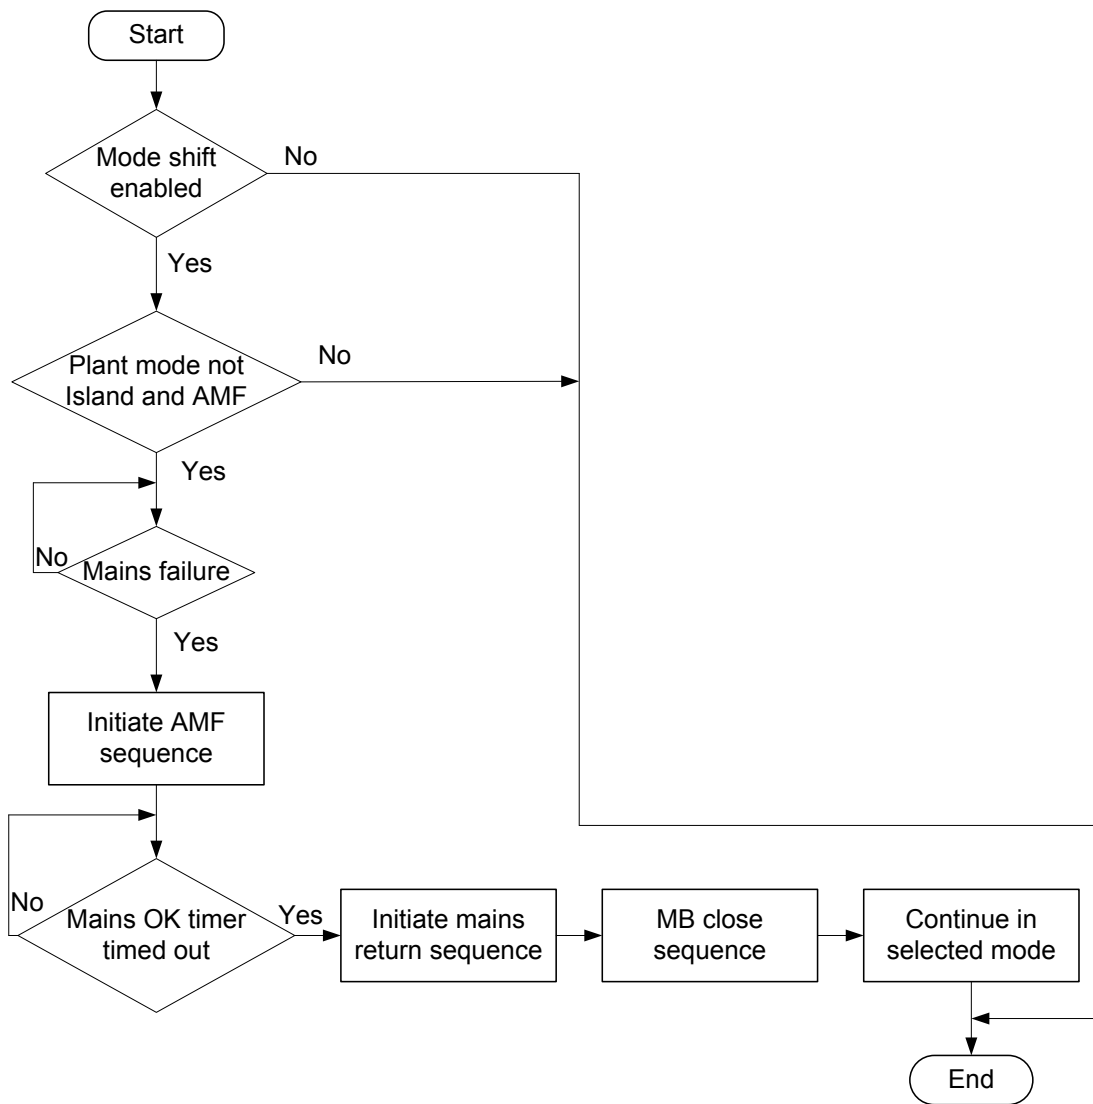 Start
Mode shift
enabled
No
Yes
Plant mode not
Island and AMF
No
Yes
Mains failure
No
Yes
Initiate AMF
sequence
Mains OK timer
timed out
No
Yes
Initiate mains
return sequence
MB close
sequence
Continue in
selected mode
End